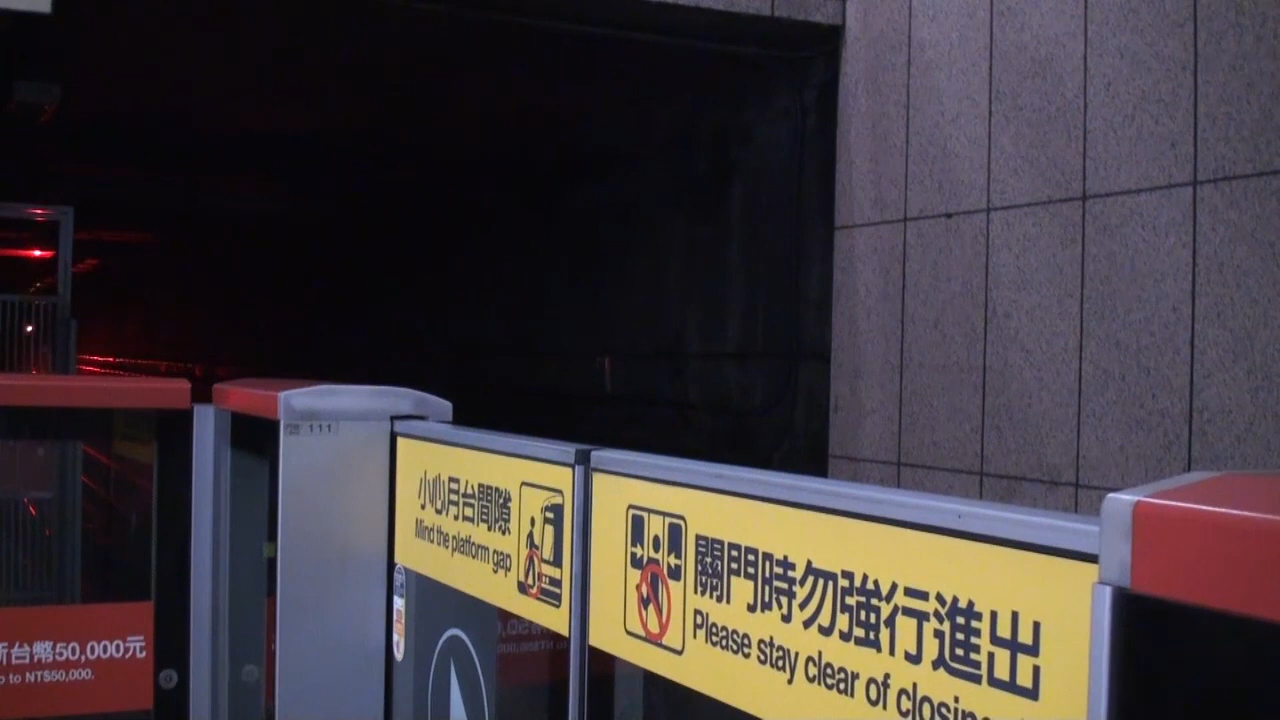 111
小心月台間隙
Mind the platform gap
關門時勿強行進出
Please stay clear of closing
新台幣50,000元
to NT$50,000.